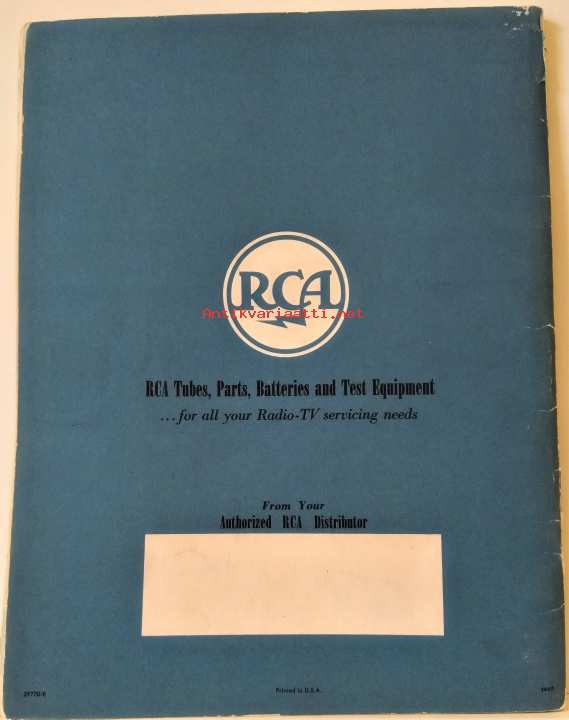 RCA
Antikvariaatti.net
RCA Tubes, Parts, Batteries and Test Equipment
...for all your Radio-TV servicing needs
From Your
Authorized RCA Distributor
Printed in U.S.A.